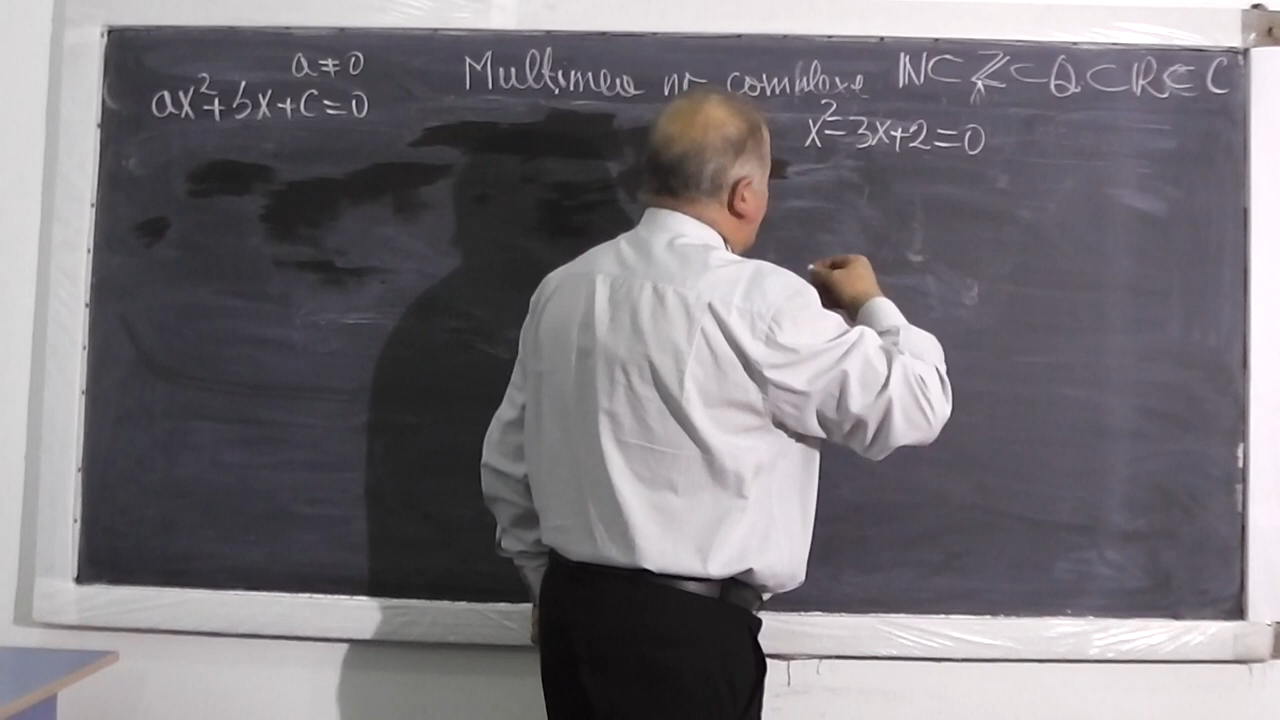 a≠0
ax²+bx+c=0
Multimea nr complexe ℕ⊂ℤ⊂ℚ⊂ℝ⊂C
x²-3x+2=0